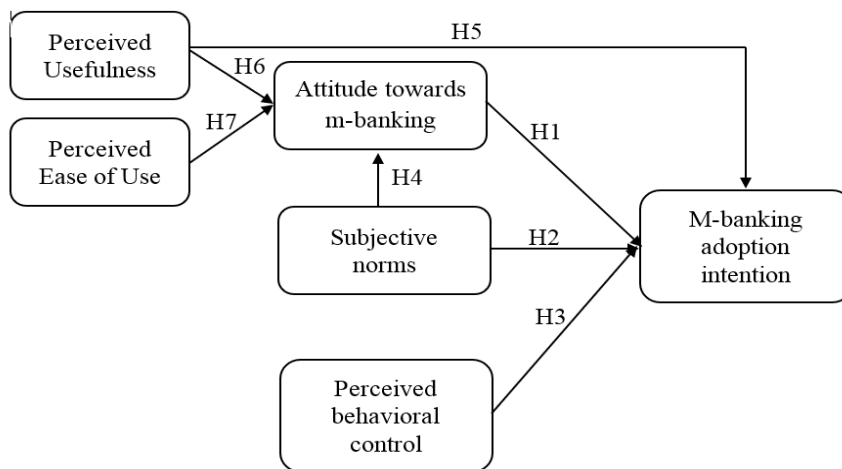 Perceived
Usefulness
H5
H6
Attitude towards
m-banking
H7
Perceived
Ease of Use
H1
H4
Subjective
norms
H2
M-banking
adoption
intention
H3
Perceived
behavioral
control